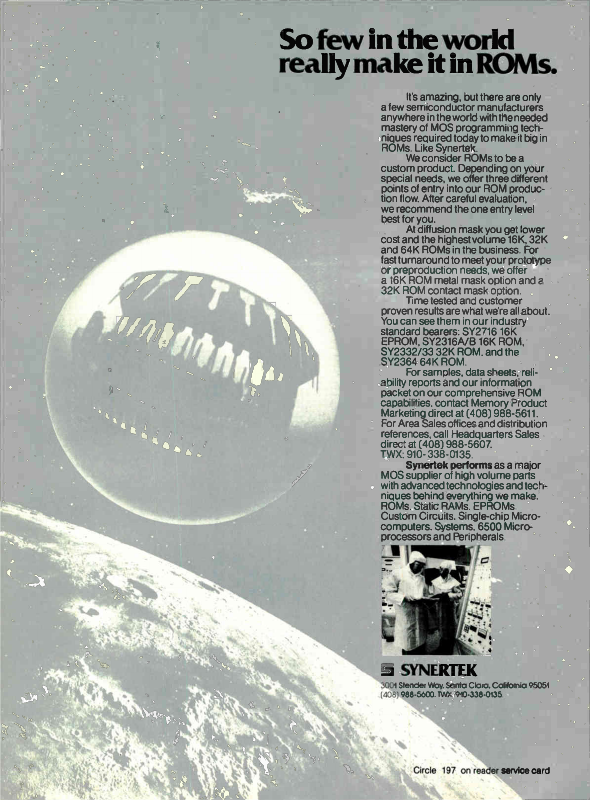 So few in the world
really make it in ROMs.
It's amazing, but there are only
a few semiconductor manufacturers
anywhere in the world with the needed
mastery of MOS programming tech-
niques required today to make it big in
ROMs. Like Synertek.
We consider ROMs to be a
custom product. Depending on your
special needs, we offer three different
points of entry into our ROM produc-
tion flow. After careful evaluation,
we recommend the one entry level
best for you.
At diffusion mask you get lower
cost and the highest volume 16K, 32K
and 64K ROMs in the business. For
fast turnaround to meet your prototype
or preproduction needs, we offer
a 16K ROM metal mask option and a
32K ROM contact mask option.
Time tested and customer
proven results are what we're all about.
You can see them in our industry
standard bearers: SY2716 16K
EPROM, SY2316A/B 16K ROM,
SY2332/33 32K ROM, and the
SY2364 64K ROM.
For samples, data sheets, reli-
ability reports and our information
packet on our comprehensive ROM
capabilities, contact Memory Product
Marketing direct at (408) 988-5611.
For Area Sales offices and distribution
references, call Headquarters Sales
direct at (408) 988-5607.
TWX: 910-338-0135.
Synertek performs as a major
MOS supplier of high volume parts
with advanced technologies and tech-
niques behind everything we make.
ROMs. Static RAMs. EPROMs.
Custom Circuits. Single-chip Micro-
computers. Systems. 6500 Micro-
processors and Peripherals.
SYNERTEK
3001 Stender Way, Santa Clara, California 95051
(408) 988-5600. TWX: 910-338-0135
Circle 197 on reader service card